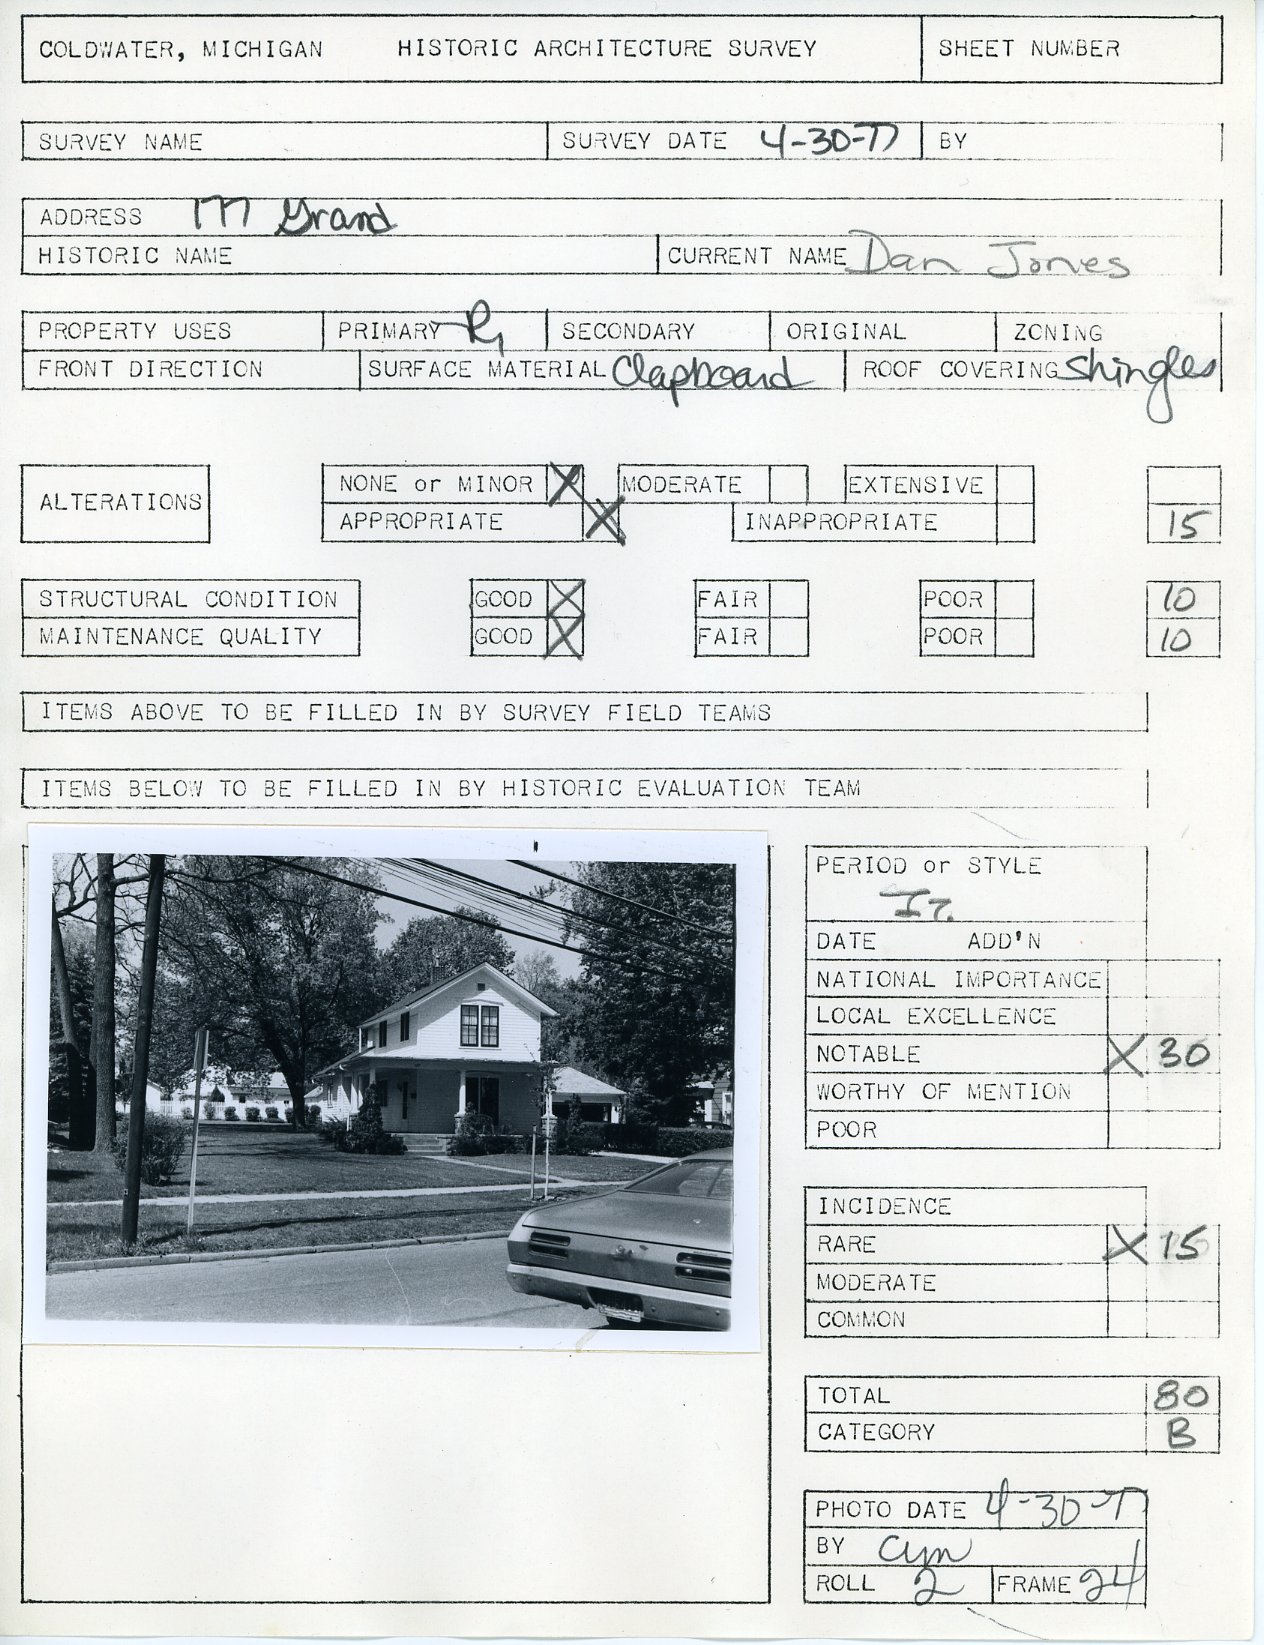 COLDWATER, MICHIGAN HISTORIC ARCHITECTURE SURVEY SHEET NUMBER
SURVEY NAME SURVEY DATE 4-30-77 BY
ADDRESS 177 Grand
HISTORIC NAME CURRENT NAME Dan Jones
PROPERTY USES PRIMARY R1 SECONDARY ORIGINAL ZONING
FRONT DIRECTION SURFACE MATERIAL Clapboard ROOF COVERING Shingles
ALTERATIONS NONE or MINOR X MODERATE EXTENSIVE
APPROPRIATE X INAPPROPRIATE 15
STRUCTURAL CONDITION GOOD X FAIR POOR 10
MAINTENANCE QUALITY GOOD X FAIR POOR 10
ITEMS ABOVE TO BE FILLED IN BY SURVEY FIELD TEAMS
ITEMS BELOW TO BE FILLED IN BY HISTORIC EVALUATION TEAM
PERIOD or STYLE
It.
DATE ADD'N
NATIONAL IMPORTANCE
LOCAL EXCELLENCE
NOTABLE X 30
WORTHY OF MENTION
POOR
INCIDENCE
RARE X 15
MODERATE
COMMON
TOTAL 80
CATEGORY B
PHOTO DATE 4-30-77
BY Cym
ROLL 2 FRAME 24